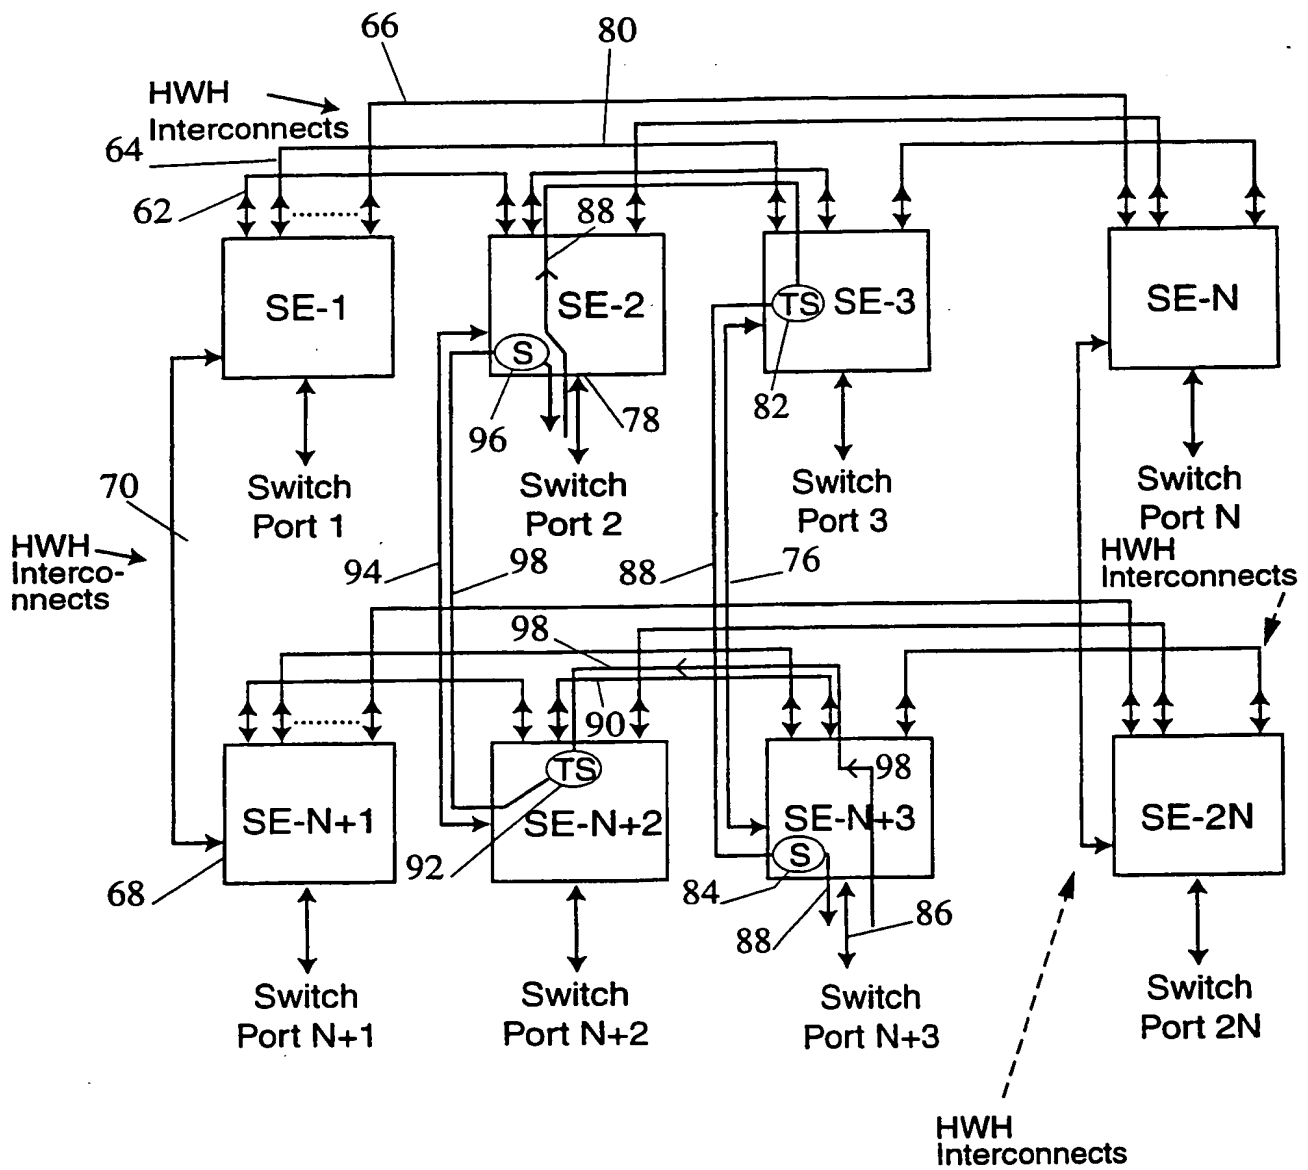 66
80
HWH
Interconnects
64
62
88
SE-1
SE-2
TS
SE-3
SE-N
S
96
78
82
Switch
Port 1
Switch
Port 2
Switch
Port 3
Switch
Port N
70
HWH
Interco-
nnects
94
98
88
76
HWH
Interconnects
98
90
TS
98
SE-N+1
SE-N+2
SE-N+3
SE-2N
S
68
92
84
88
86
Switch
Port N+1
Switch
Port N+2
Switch
Port N+3
Switch
Port 2N
HWH
Interconnects